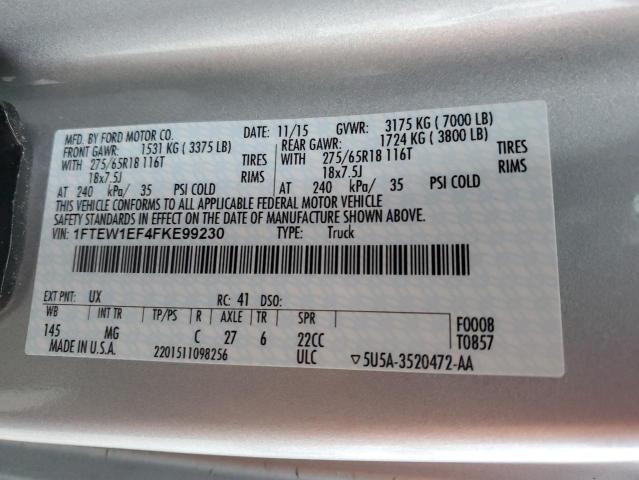 MFD. BY FORD MOTOR CO.
DATE: 11/15 GVWR: 3175 KG ( 7000 LB)
FRONT GAWR: 1531 KG ( 3375 LB)
REAR GAWR: 1724 KG ( 3800 LB)
WITH 275/65R18 116T TIRES
WITH 275/65R18 116T TIRES
18x7.5J RIMS
18x7.5J RIMS
AT 240 kPa/ 35 PSI COLD
AT 240 kPa/ 35 PSI COLD
THIS VEHICLE CONFORMS TO ALL APPLICABLE FEDERAL MOTOR VEHICLE
SAFETY STANDARDS IN EFFECT ON THE DATE OF MANUFACTURE SHOWN ABOVE.
VIN: 1FTEW1EF4FKE99230 TYPE: Truck
EXT PNT: UX RC: 41 DSO:
WB INT TR TP/PS R AXLE TR SPR F0008
145 MG C 27 6 22CC T0857
MADE IN U.S.A. 2201511098256 ULC ▽5U5A-3520472-AA